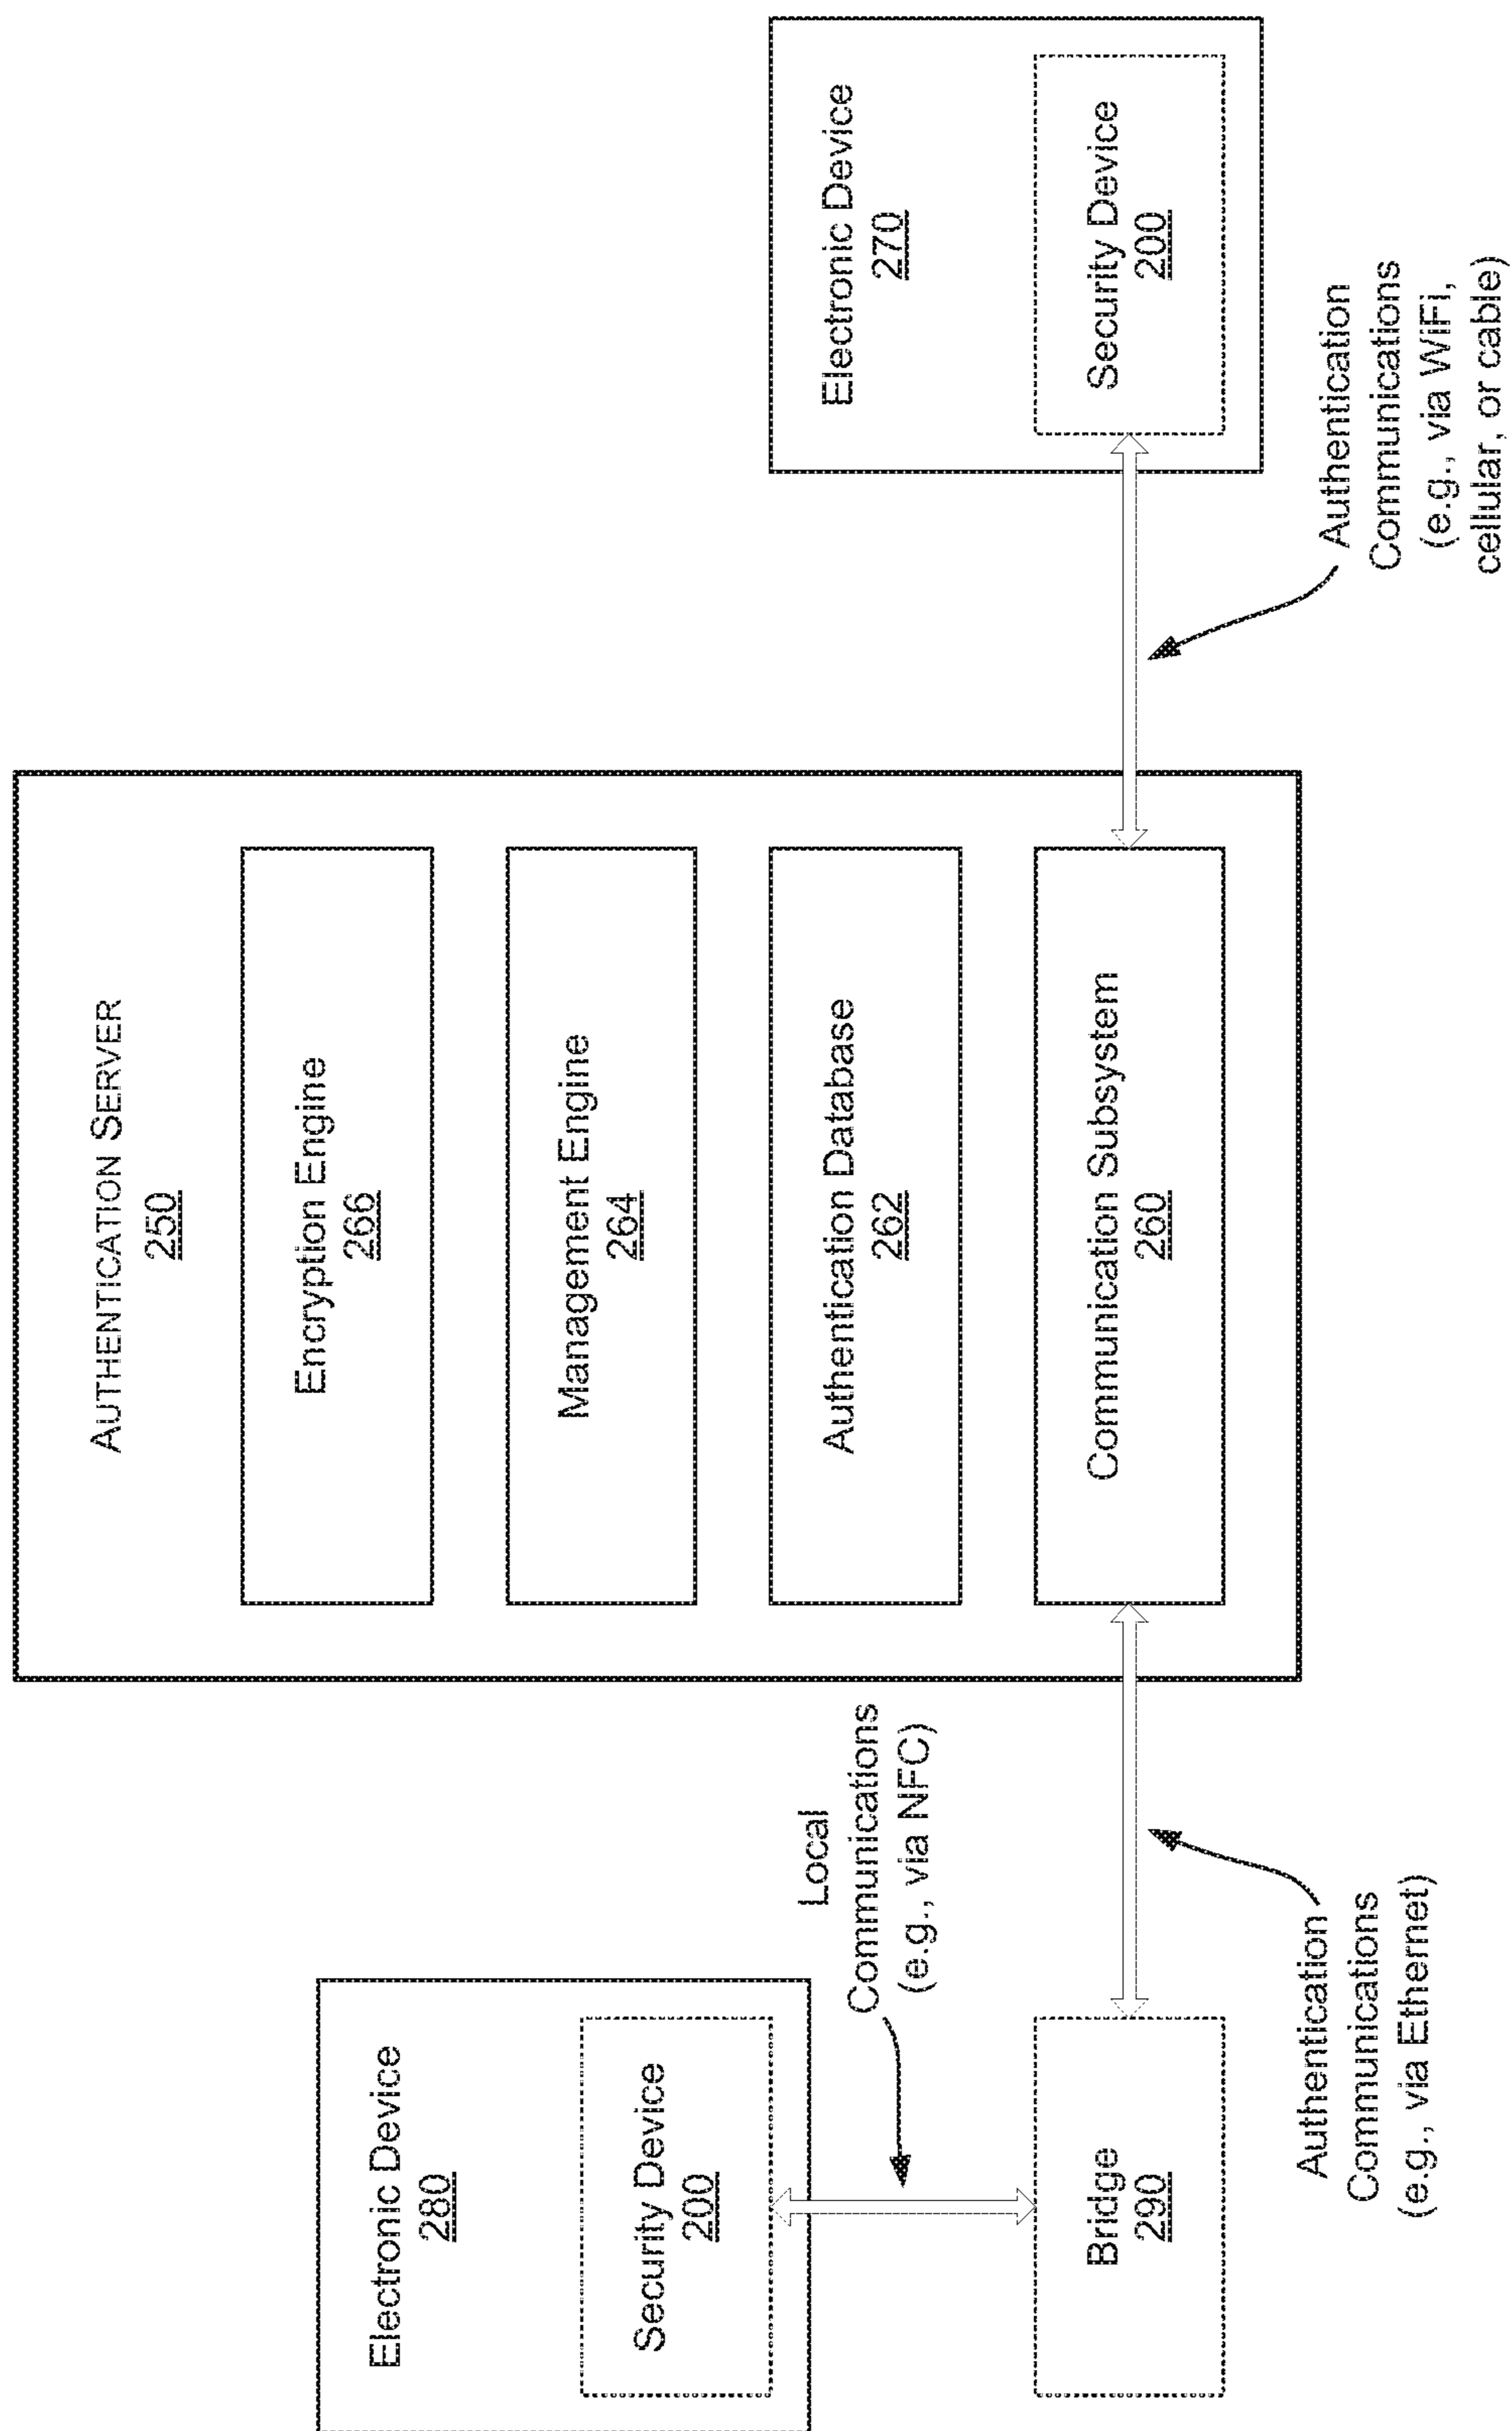 Electronic Device
280
Security Device
200
Local
Communications
(e.g., via NFC)
Bridge
290
Authentication
Communications
(e.g., via Ethernet)
AUTHENTICATION SERVER
250
Encryption Engine
266
Management Engine
264
Authentication Database
262
Communication Subsystem
260
Electronic Device
270
Security Device
200
Authentication
Communications
(e.g., via WiFi,
cellular, or cable)